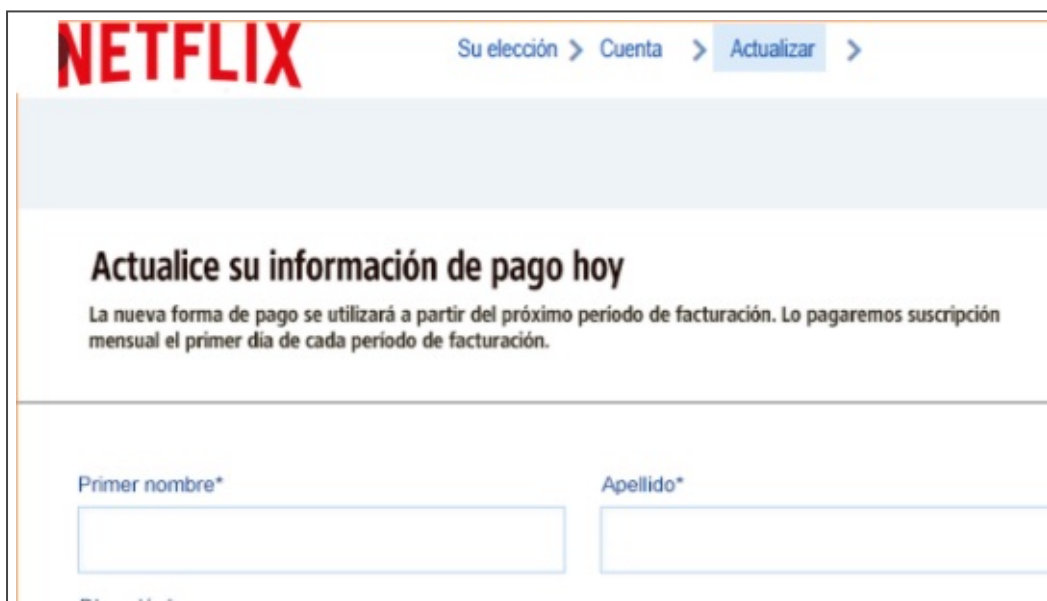 NETFLIX
Su elección > Cuenta > Actualizar >
Actualice su información de pago hoy
La nueva forma de pago se utilizará a partir del próximo periodo de facturación. Lo pagaremos suscripción
mensual el primer día de cada período de facturación.
Primer nombre* Apellido*